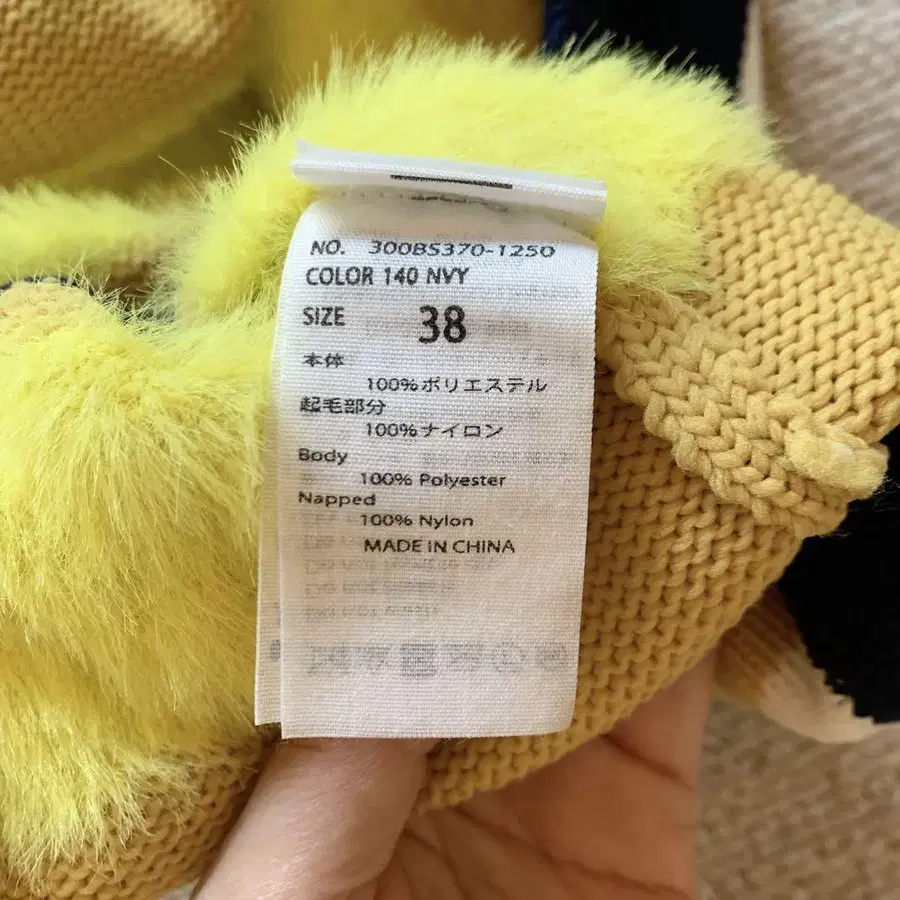 NO. 300BS370-1250
COLOR 140 NVY
SIZE 38
本体
100%ポリエステル
起毛部分
100%ナイロン
Body
100% Polyester
Napped
100% Nylon
MADE IN CHINA